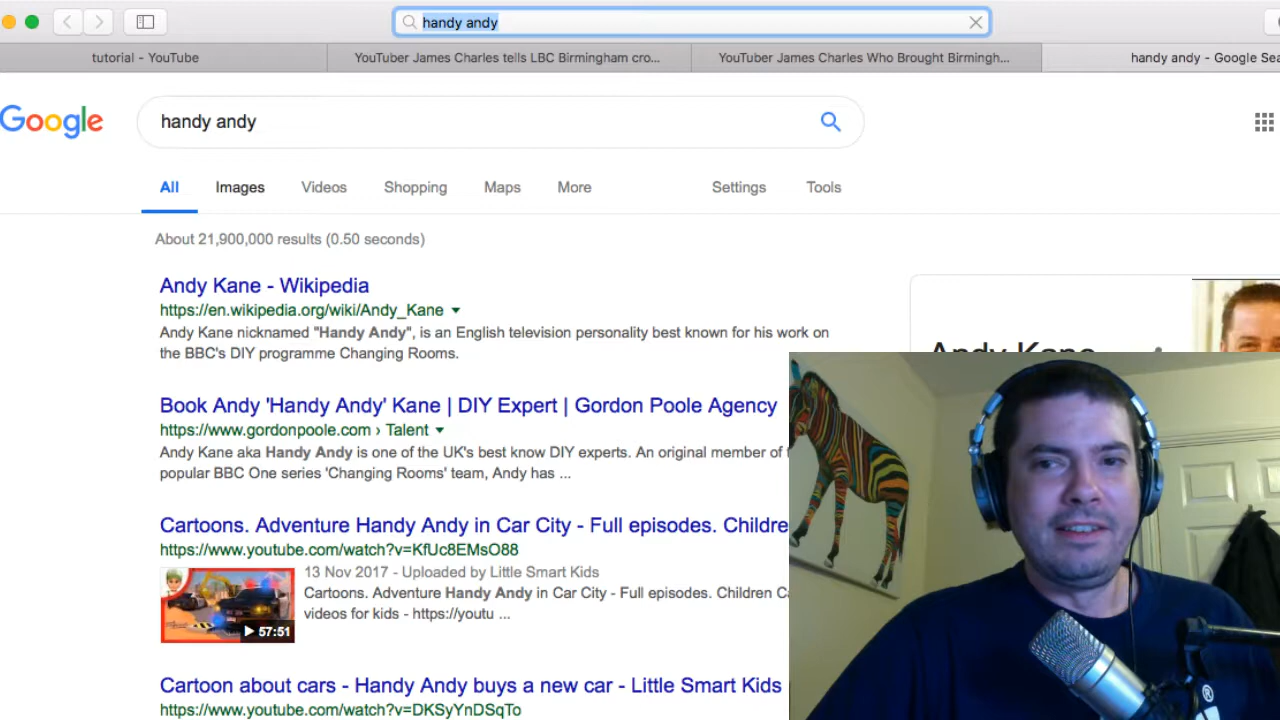 handy andy
tutorial - YouTube
YouTuber James Charles tells LBC Birmingham cro...
YouTuber James Charles Who Brought Birmingh...
handy andy - Google Sea
Google
handy andy
All
Images
Videos
Shopping
Maps
More
Settings
Tools
About 21,900,000 results (0.50 seconds)
Andy Kane - Wikipedia
https://en.wikipedia.org/wiki/Andy_Kane
Andy Kane nicknamed "Handy Andy", is an English television personality best known for his work on
the BBC's DIY programme Changing Rooms.
Andy Kane
Book Andy 'Handy Andy' Kane | DIY Expert | Gordon Poole Agency
https://www.gordonpoole.com › Talent
Andy Kane aka Handy Andy is one of the UK's best know DIY experts. An original member of
popular BBC One series 'Changing Rooms' team, Andy has ...
Cartoons. Adventure Handy Andy in Car City - Full episodes. Childre
https://www.youtube.com/watch?v=KfUc8EMsO88
13 Nov 2017 - Uploaded by Little Smart Kids
Cartoons. Adventure Handy Andy in Car City - Full episodes. Children Ca
videos for kids - https://youtu ...
57:51
Cartoon about cars - Handy Andy buys a new car - Little Smart Kids
https://www.youtube.com/watch?v=DKSyYnDSqTo